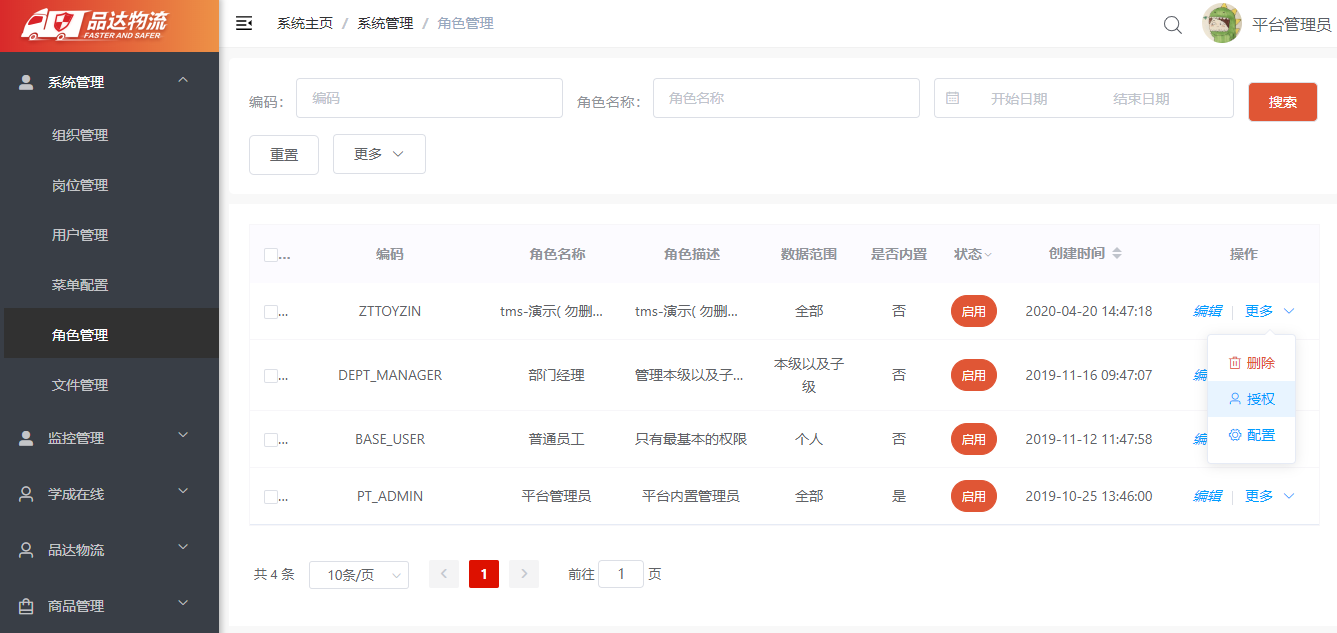 品达物流
FASTER AND SAFER
系统主页 / 系统管理 / 角色管理
平台管理员
系统管理
组织管理
岗位管理
用户管理
菜单配置
角色管理
文件管理
监控管理
学成在线
品达物流
商品管理
编码: 编码 角色名称: 角色名称 开始日期 结束日期 搜索
重置 更多
... 编码 角色名称 角色描述 数据范围 是否内置 状态 创建时间 操作
... ZTTOYZIN tms-演示( 勿删... tms-演示( 勿删... 全部 否 启用 2020-04-20 14:47:18 编辑 更多
... DEPT_MANAGER 部门经理 管理本级以及子... 本级以及子级 否 启用 2019-11-16 09:47:07 编
... BASE_USER 普通员工 只有最基本的权限 个人 否 启用 2019-11-12 11:47:58 编
... PT_ADMIN 平台管理员 平台内置管理员 全部 是 启用 2019-10-25 13:46:00 编辑 更多
删除
授权
配置
共 4 条 10条/页 1 前往 1 页